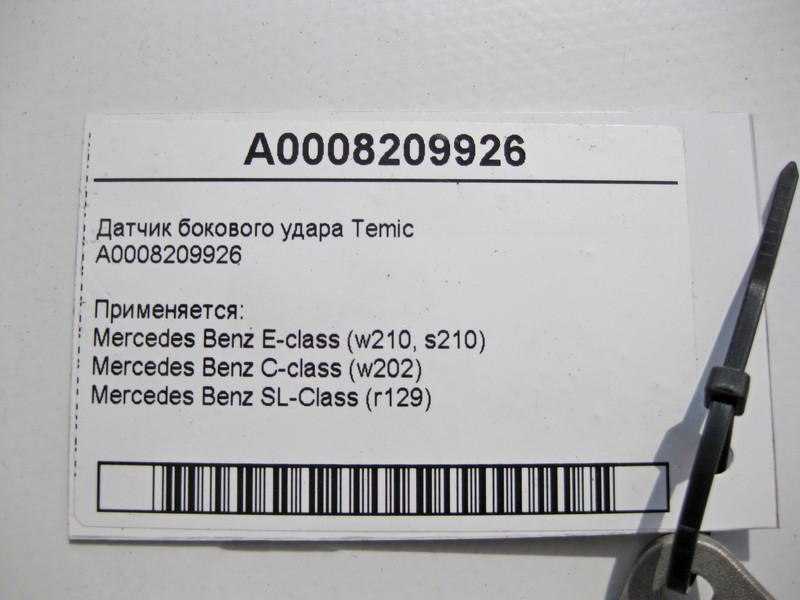 A0008209926
Датчик бокового удара Temic
A0008209926
Применяется:
Mercedes Benz E-class (w210, s210)
Mercedes Benz C-class (w202)
Mercedes Benz SL-Class (r129)